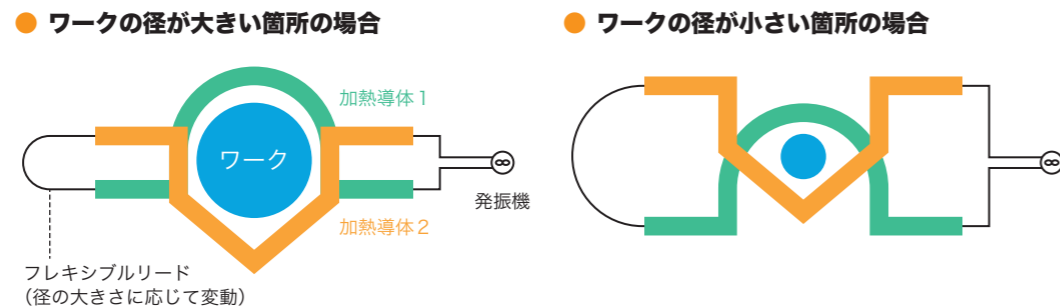 ● ワークの径が大きい箇所の場合
● ワークの径が小さい箇所の場合
加熱導体1
ワーク
発振機
加熱導体2
フレキシブルリード
(径の大きさに応じて変動)